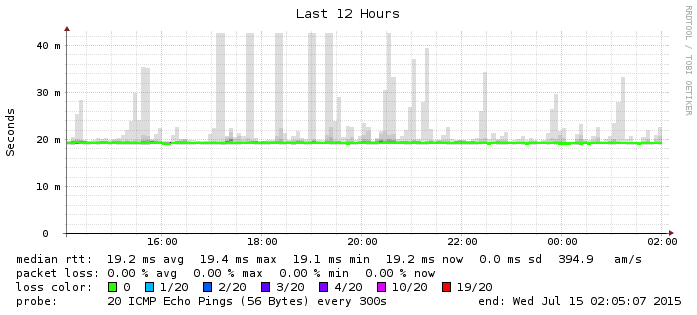 Last 12 Hours
RRDTOOL / TOBI OETIKER
Seconds
40 m
30 m
20 m
10 m
0
16:00 18:00 20:00 22:00 00:00 02:00
median rtt: 19.2 ms avg 19.4 ms max 19.1 ms min 19.2 ms now 0.0 ms sd 394.9 am/s
packet loss: 0.00 % avg 0.00 % max 0.00 % min 0.00 % now
loss color: 0 1/20 2/20 3/20 4/20 10/20 19/20
probe: 20 ICMP Echo Pings (56 Bytes) every 300s end: Wed Jul 15 02:05:07 2015